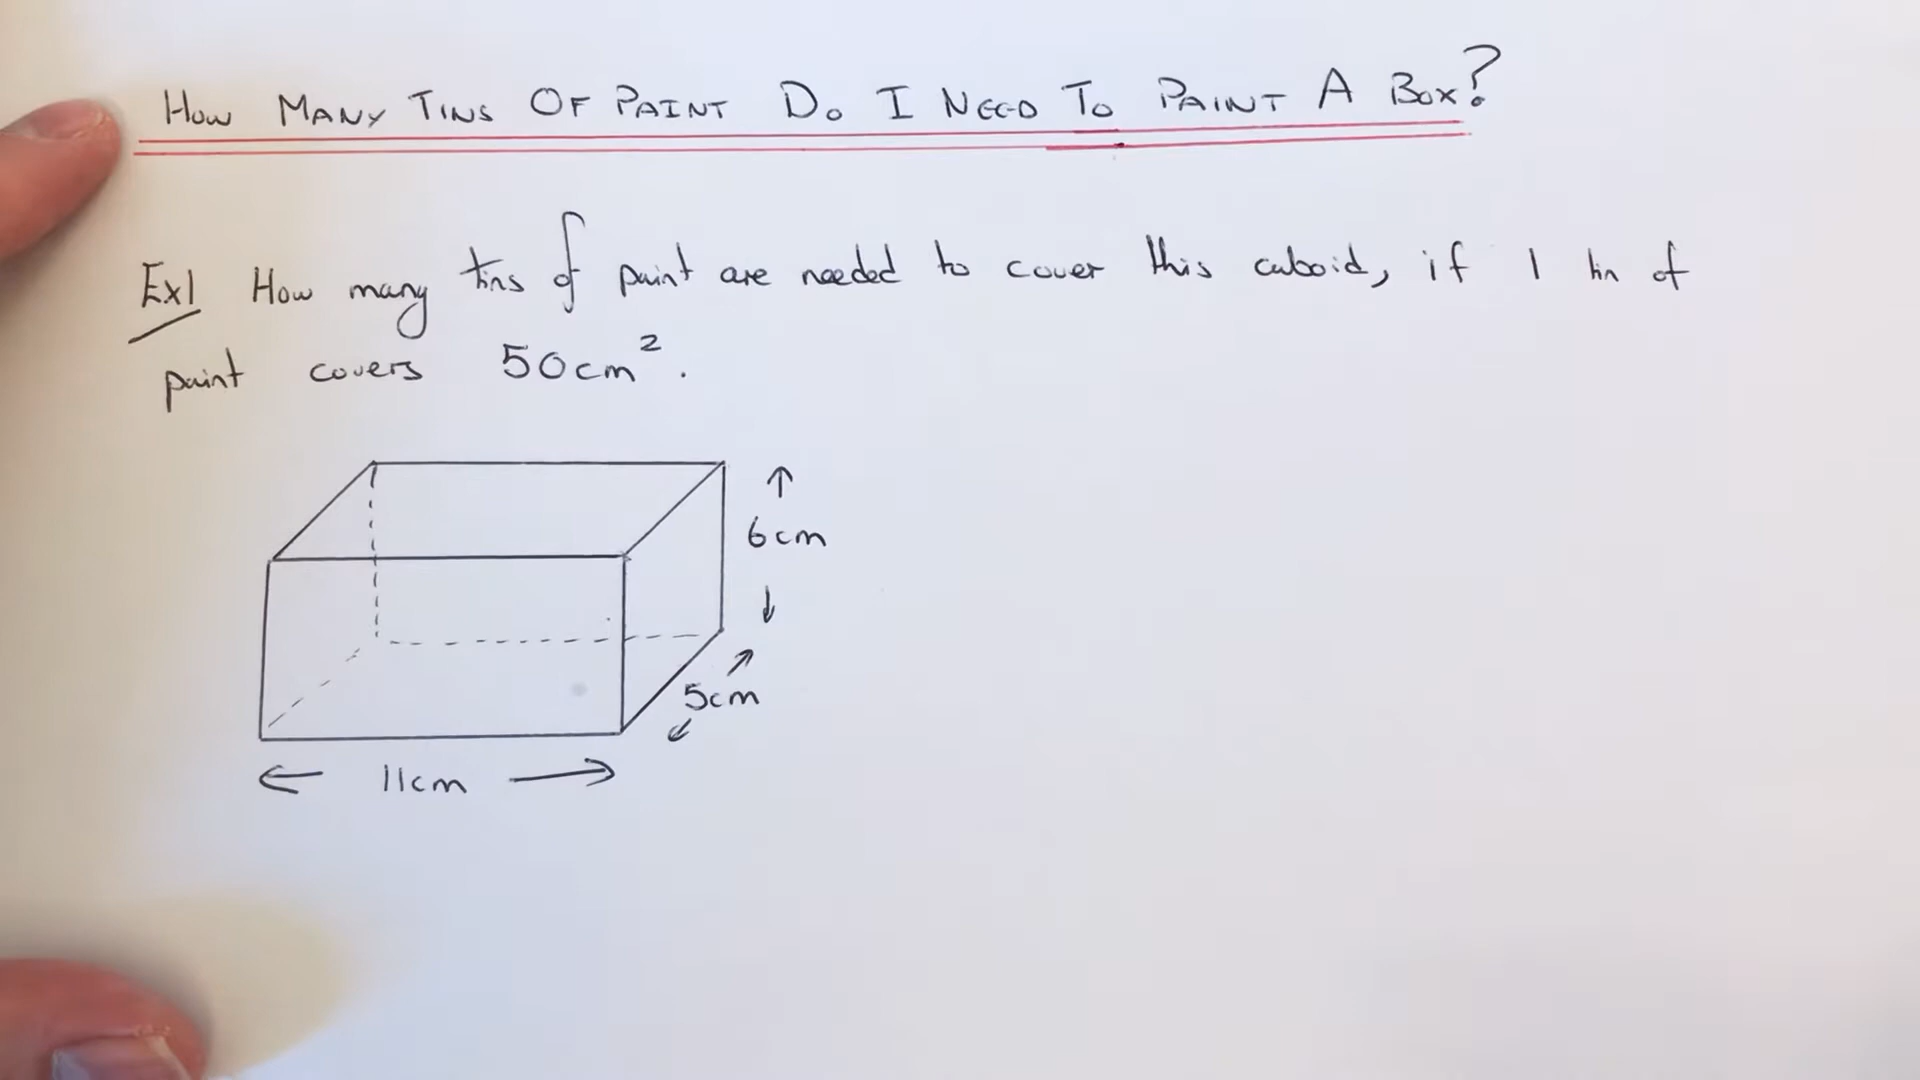 How Many Tins Of Paint Do I Need To Paint A Box?
Ex1 How many tins of paint are needed to cover this cuboid, if 1 tin of
paint covers 50cm².
6cm
5cm
11cm